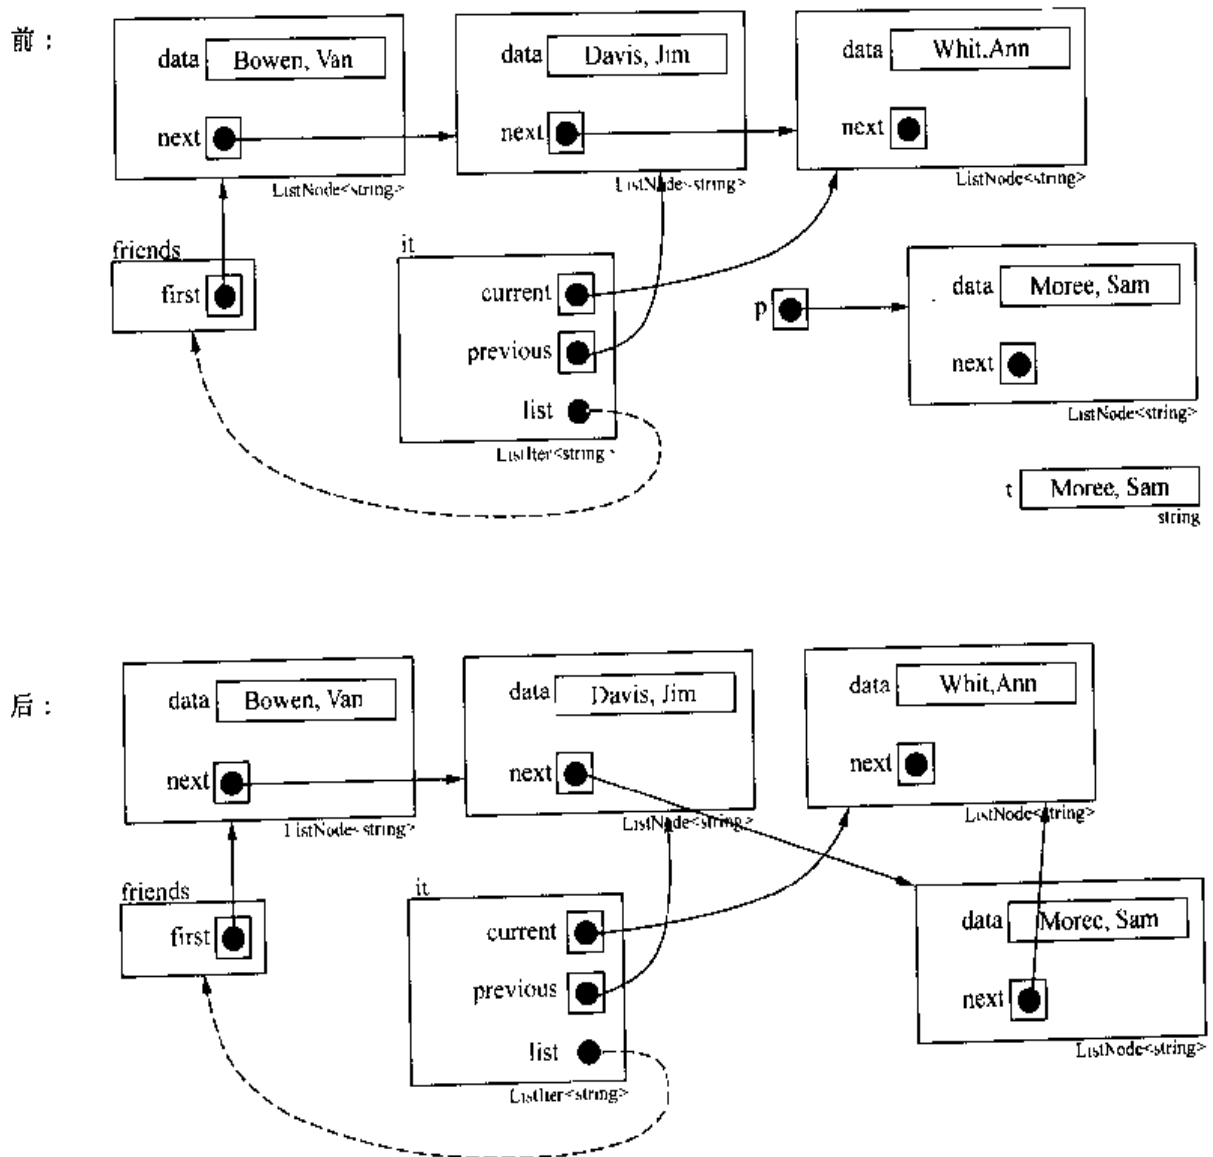 前：
data Bowen, Van
next
ListNode<string>
data Davis, Jim
next
ListNode<string>
data Whit.Ann
next
ListNode<string>
friends
first
it
current
previous
list
ListIter<string>
p
data Moree, Sam
next
ListNode<string>
t Moree, Sam
string
后：
data Bowen, Van
next
ListNode<string>
data Davis, Jim
next
ListNode<string>
data Whit,Ann
next
ListNode<string>
friends
first
it
current
previous
list
ListIter<string>
data Moree, Sam
next
ListNode<string>